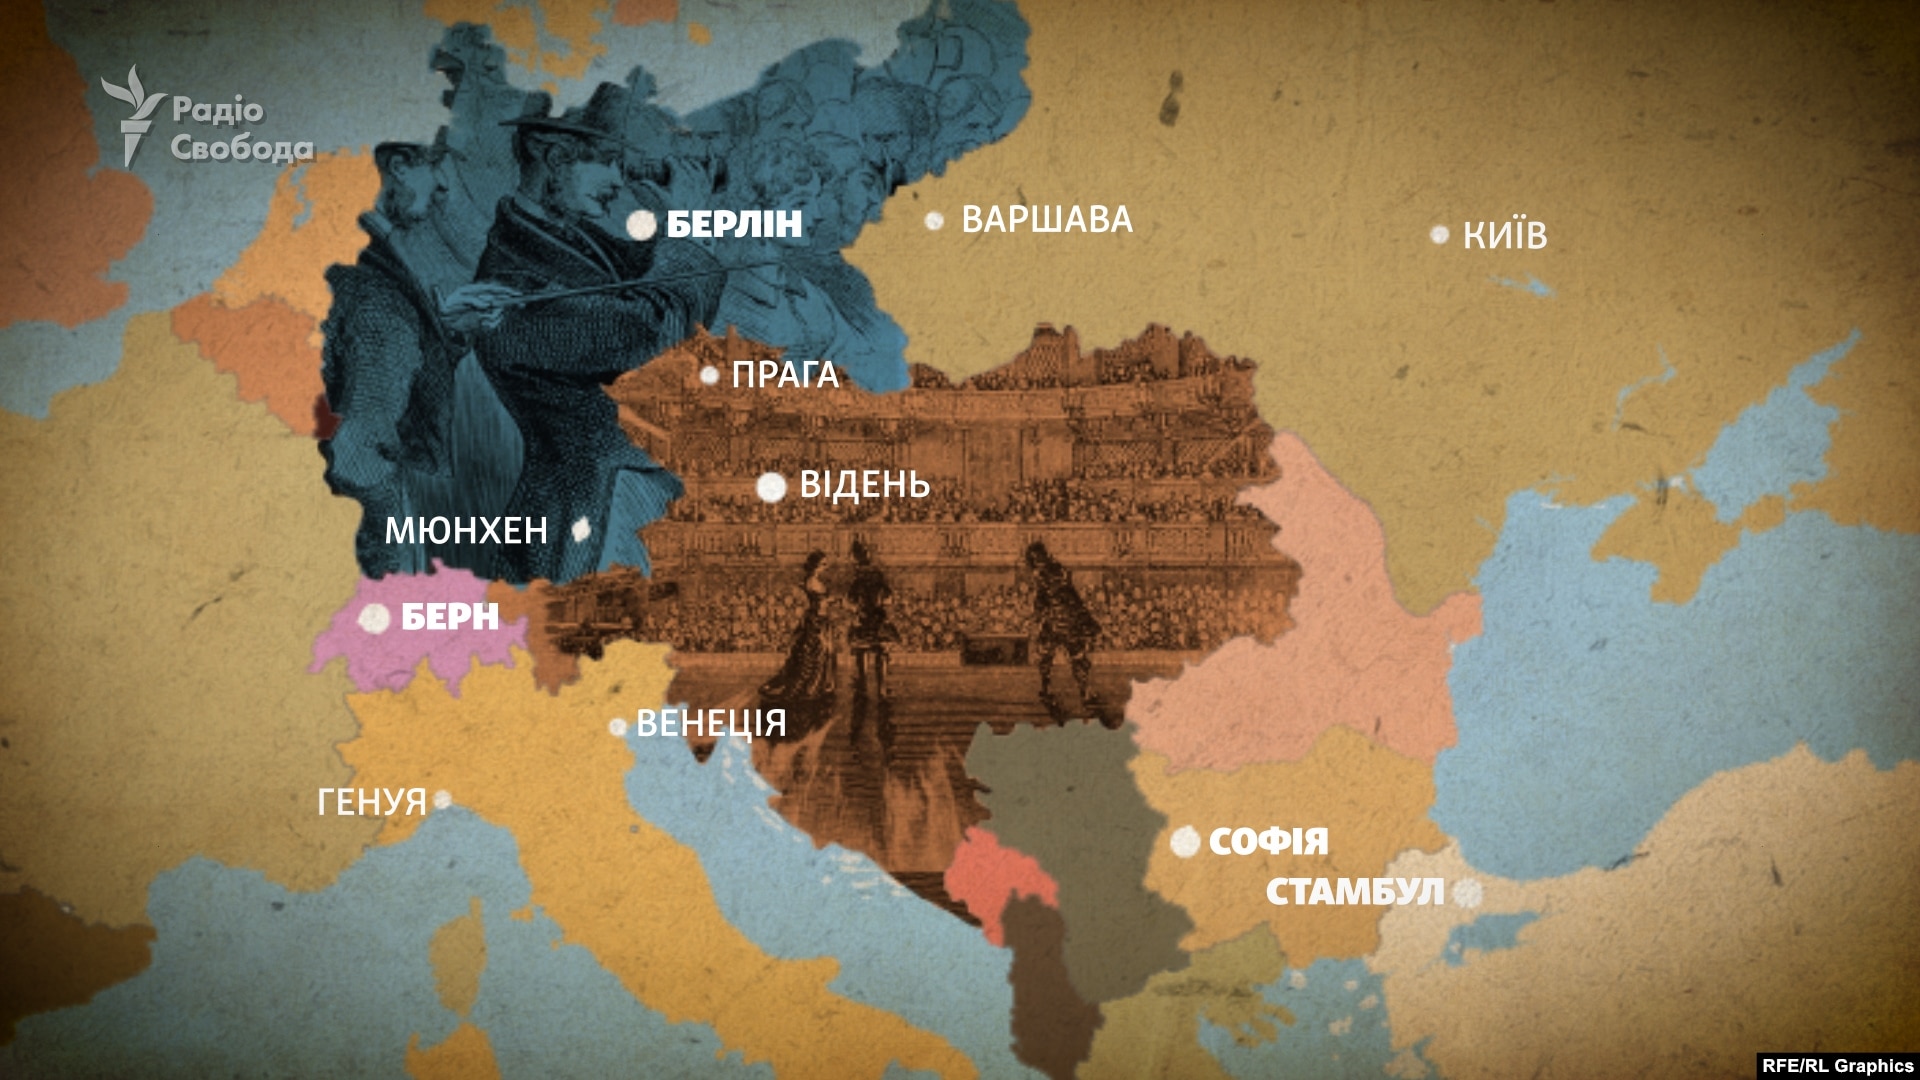 Радіо
Свобода
БЕРЛІН
ВАРШАВА
КИЇВ
ПРАГА
ВІДЕНЬ
МЮНХЕН
БЕРН
ВЕНЕЦІЯ
ГЕНУЯ
СОФІЯ
СТАМБУЛ
RFE/RL Graphics